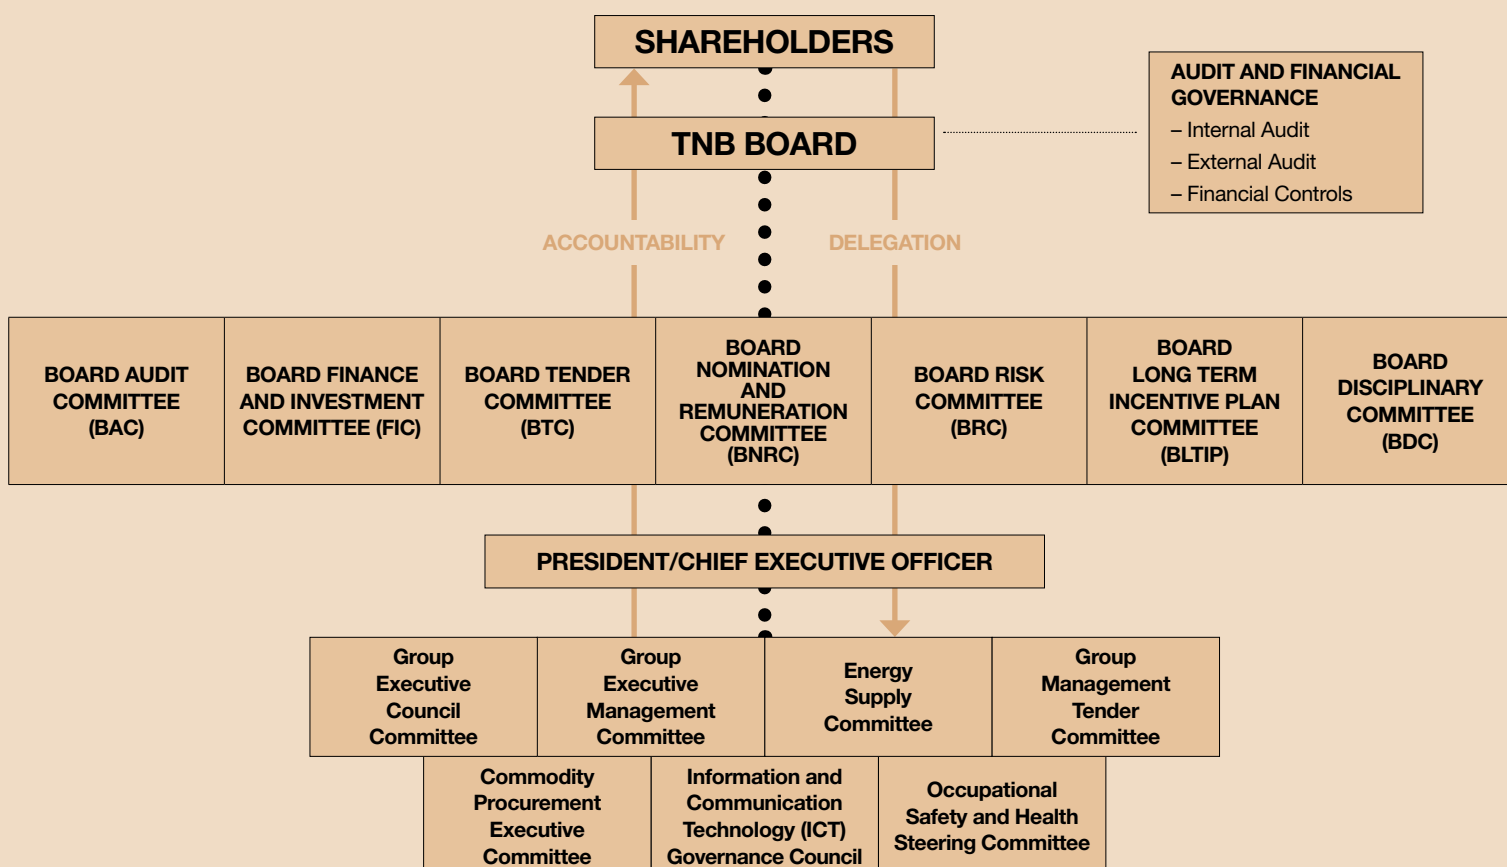 SHAREHOLDERS
AUDIT AND FINANCIAL
GOVERNANCE
– Internal Audit
– External Audit
– Financial Controls
TNB BOARD
ACCOUNTABILITY
DELEGATION
BOARD AUDIT
COMMITTEE
(BAC)
BOARD FINANCE
AND INVESTMENT
COMMITTEE (FIC)
BOARD TENDER
COMMITTEE
(BTC)
BOARD
NOMINATION
AND
REMUNERATION
COMMITTEE
(BNRC)
BOARD RISK
COMMITTEE
(BRC)
BOARD
LONG TERM
INCENTIVE PLAN
COMMITTEE
(BLTIP)
BOARD
DISCIPLINARY
COMMITTEE
(BDC)
PRESIDENT/CHIEF EXECUTIVE OFFICER
Group
Executive
Council
Committee
Group
Executive
Management
Committee
Energy
Supply
Committee
Group
Management
Tender
Committee
Commodity
Procurement
Executive
Committee
Information and
Communication
Technology (ICT)
Governance Council
Occupational
Safety and Health
Steering Committee